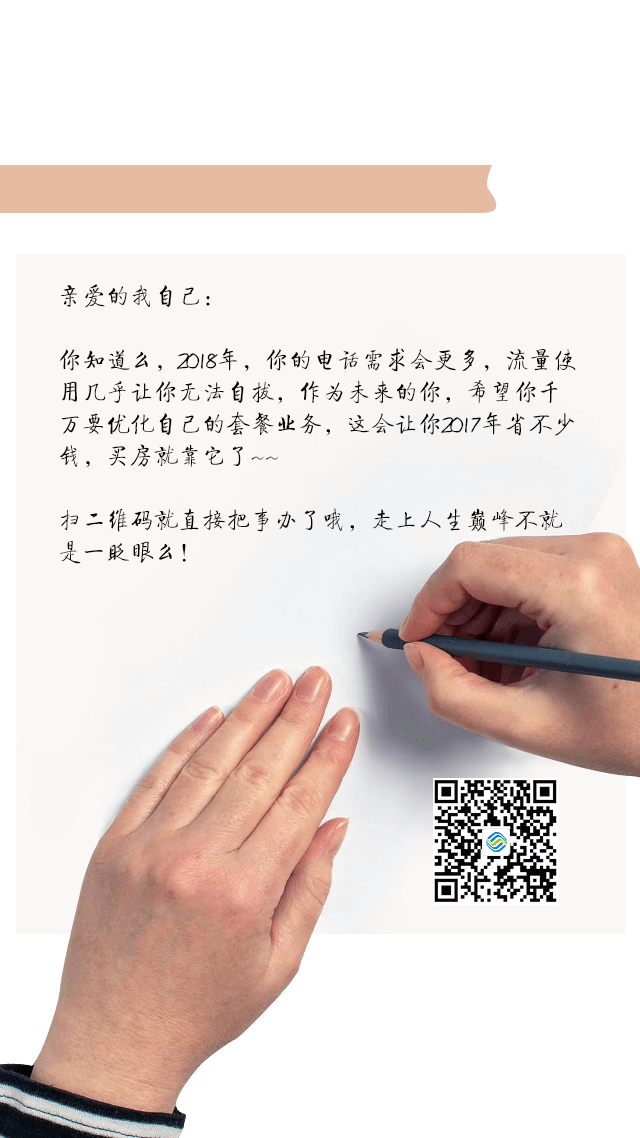 亲爱的我自己：
你知道么，2018年，你的电话需求会更多，流量使
用几乎让你无法自拔，作为未来的你，希望你千
万要优化自己的套餐业务，这会让你2017年省不少
钱，买房就靠它了~~
扫二维码就直接把事办了哦，走上人生巅峰不就
是一眨眼么！